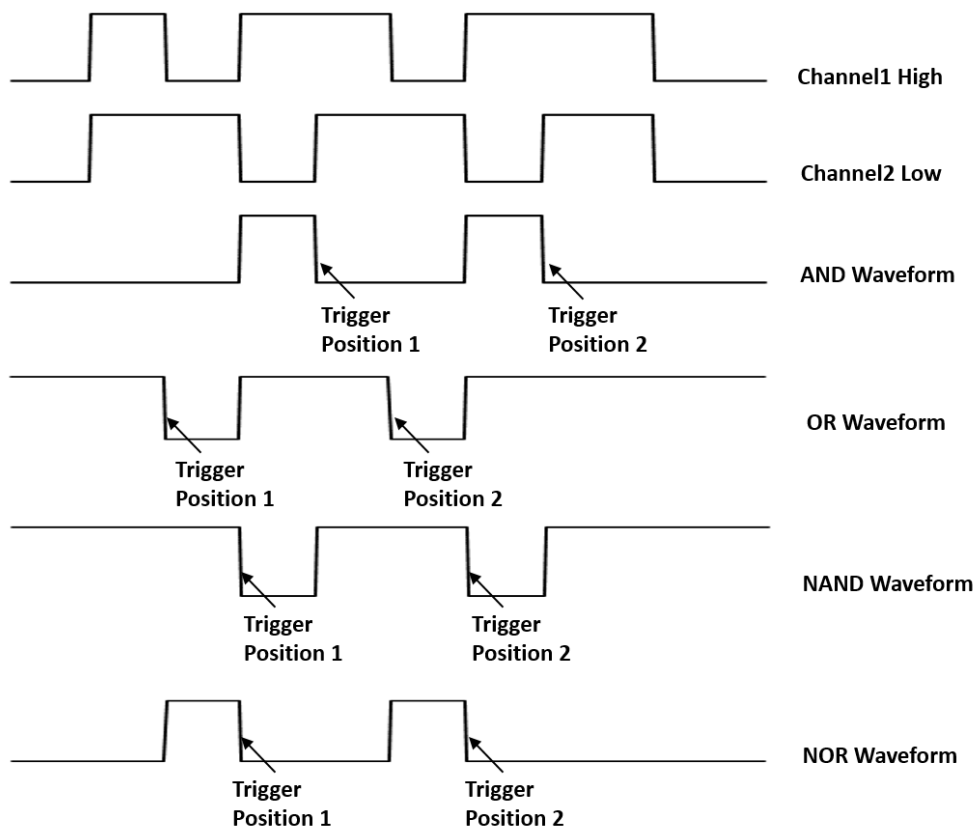 Channel1 High
Channel2 Low
AND Waveform
Trigger
Position 1
Trigger
Position 2
OR Waveform
Trigger
Position 1
Trigger
Position 2
NAND Waveform
Trigger
Position 1
Trigger
Position 2
NOR Waveform
Trigger
Position 1
Trigger
Position 2